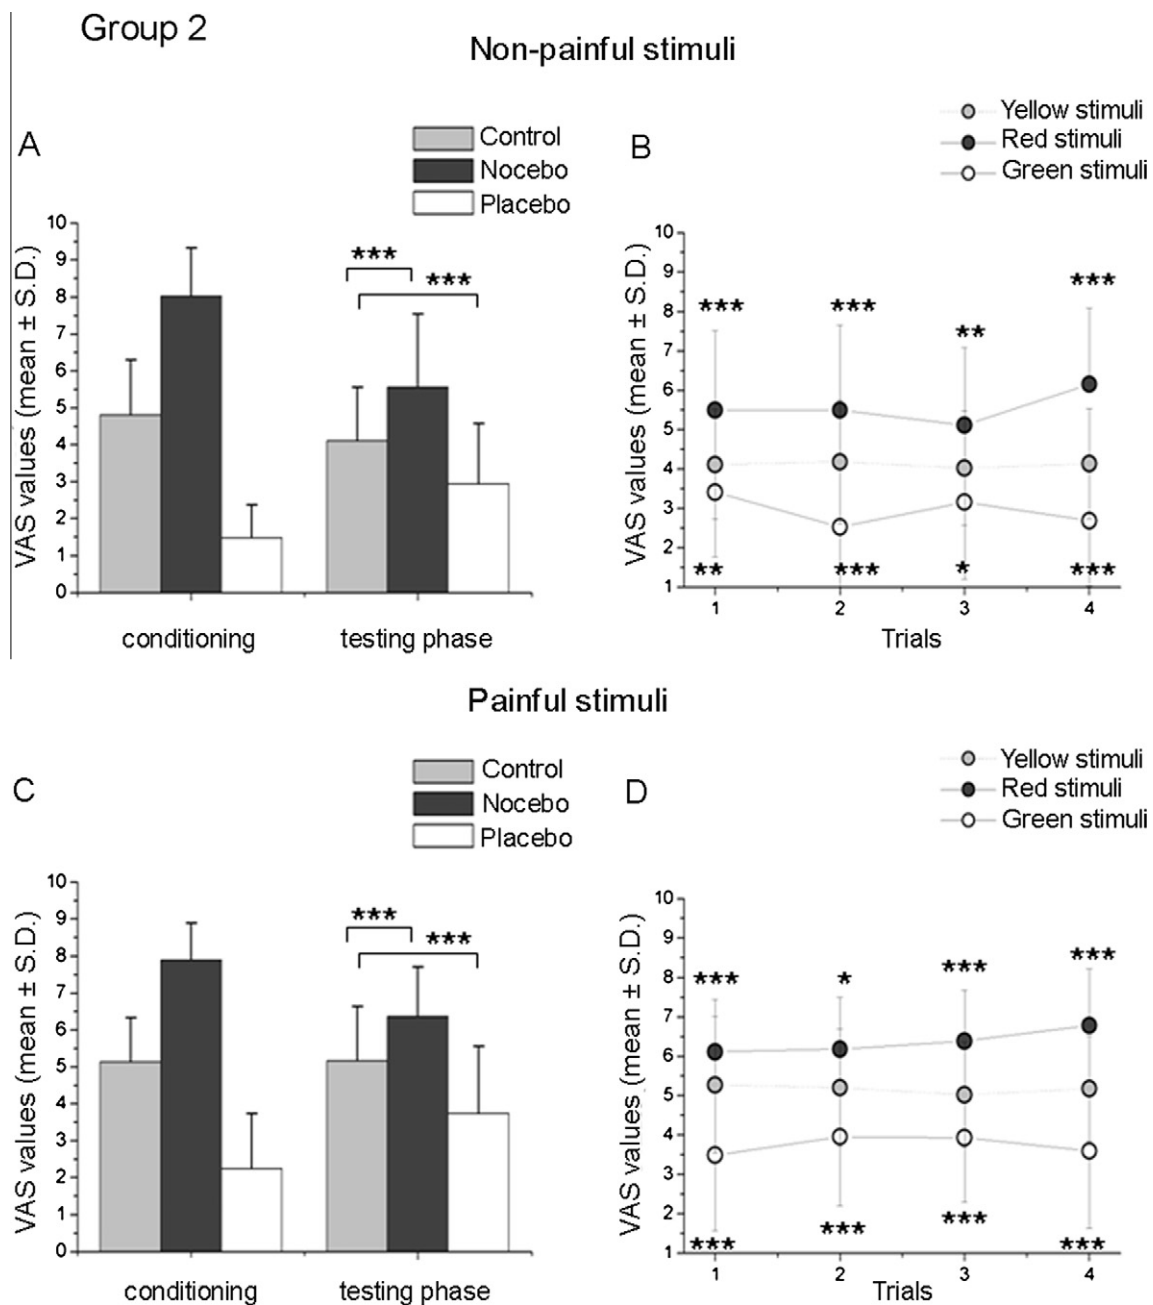 Group 2
Non-painful stimuli
A
Control
Nocebo
Placebo
VAS values (mean ± S.D.)
10
9
8
7
6
5
4
3
2
1
0
***
***
conditioning
testing phase
B
Yellow stimuli
Red stimuli
Green stimuli
VAS values (mean ± S.D.)
10
9
8
7
6
5
4
3
2
1
***
***
**
***
**
***
*
***
1
2
3
4
Trials
Painful stimuli
C
Control
Nocebo
Placebo
VAS values (mean ± S.D.)
10
9
8
7
6
5
4
3
2
1
0
***
***
conditioning
testing phase
D
Yellow stimuli
Red stimuli
Green stimuli
VAS values (mean ± S.D.)
10
9
8
7
6
5
4
3
2
1
***
*
***
***
***
***
***
***
1
2
3
4
Trials